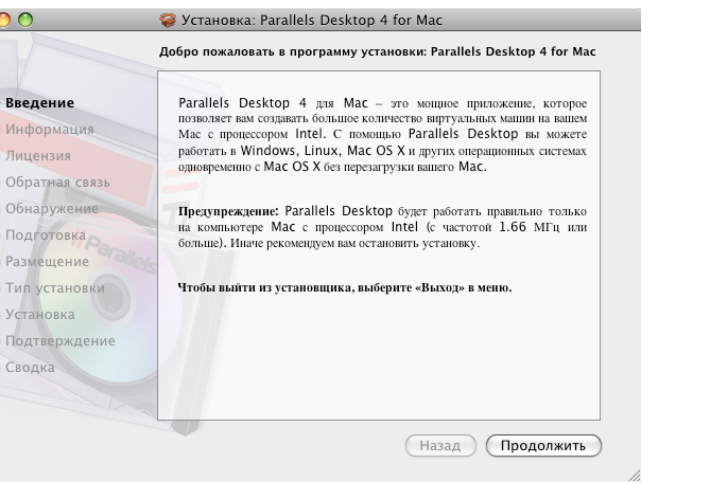 Установка: Parallels Desktop 4 for Mac
Добро пожаловать в программу установки: Parallels Desktop 4 for Mac
Введение
Информация
Лицензия
Обратная связь
Обнаружение
Подготовка
Размещение
Тип установки
Установка
Подтверждение
Сводка
Parallels Desktop 4 для Mac – это мощное приложение, которое
позволяет вам создавать большое количество виртуальных машин на вашем
Mac с процессором Intel. С помощью Parallels Desktop вы можете
работать в Windows, Linux, Mac OS X и других операционных системах
одновременно с Mac OS X без перезагрузки вашего Mac.
Предупреждение: Parallels Desktop будет работать правильно только
на компьютере Mac с процессором Intel (с частотой 1.66 МГц или
больше). Иначе рекомендуем вам остановить установку.
Чтобы выйти из установщика, выберите «Выход» в меню.
Parallels
Назад
Продолжить